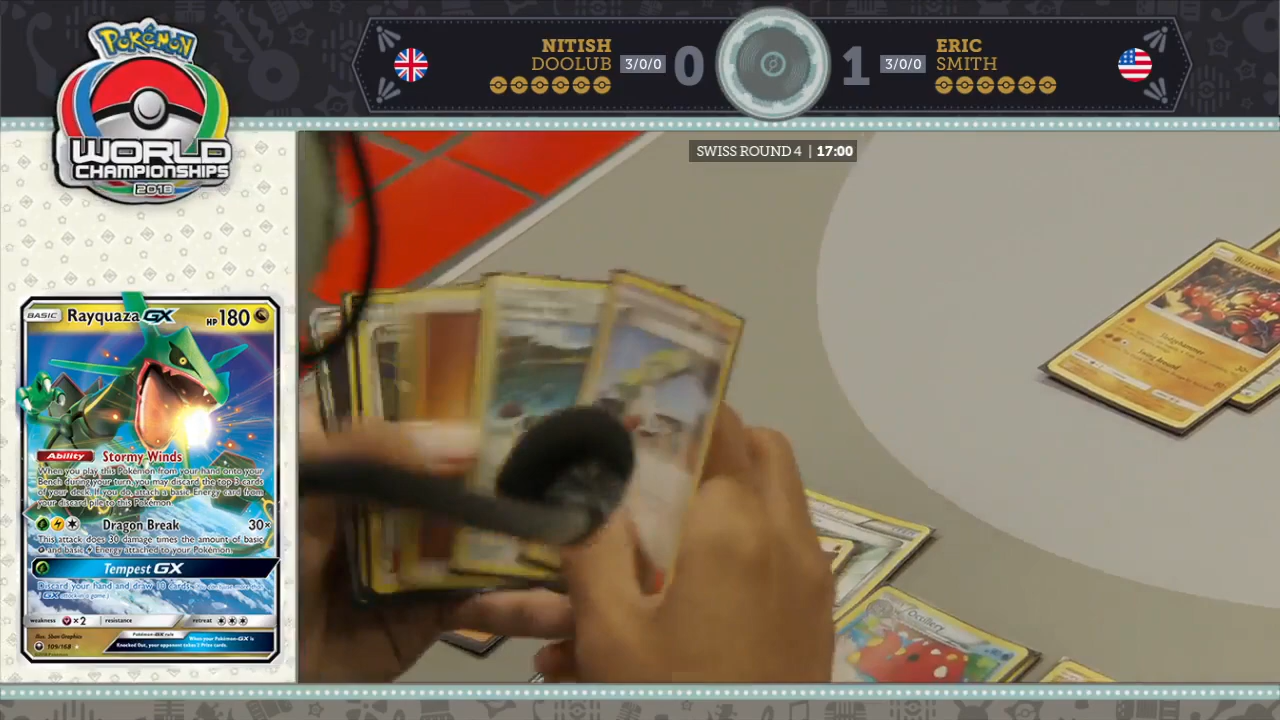 Pokémon
WORLD
CHAMPIONSHIPS
2018
NITISH
DOOLUB
3/0/0
0
1
3/0/0
ERIC
SMITH
SWISS ROUND 4 | 17:00
BASIC
Rayquaza GX
HP 180
Ability Stormy Winds
When you play this Pokémon from your hand onto your
Bench during your turn, you may discard the top 3 cards
of your deck. If you do, attach a basic Energy card from
your discard pile to this Pokémon.
Dragon Break 30×
This attack does 30 damage times the amount of basic
and basic Energy attached to your Pokémon.
Tempest GX
Discard your hand and draw 10 cards.
weakness ×2 resistance retreat
Pokémon-GX rule
When your Pokémon-GX is
Knocked Out, your opponent takes 2 Prize cards.
109/168
Buzzwole
Sledgehammer
Swing Around
Octillery